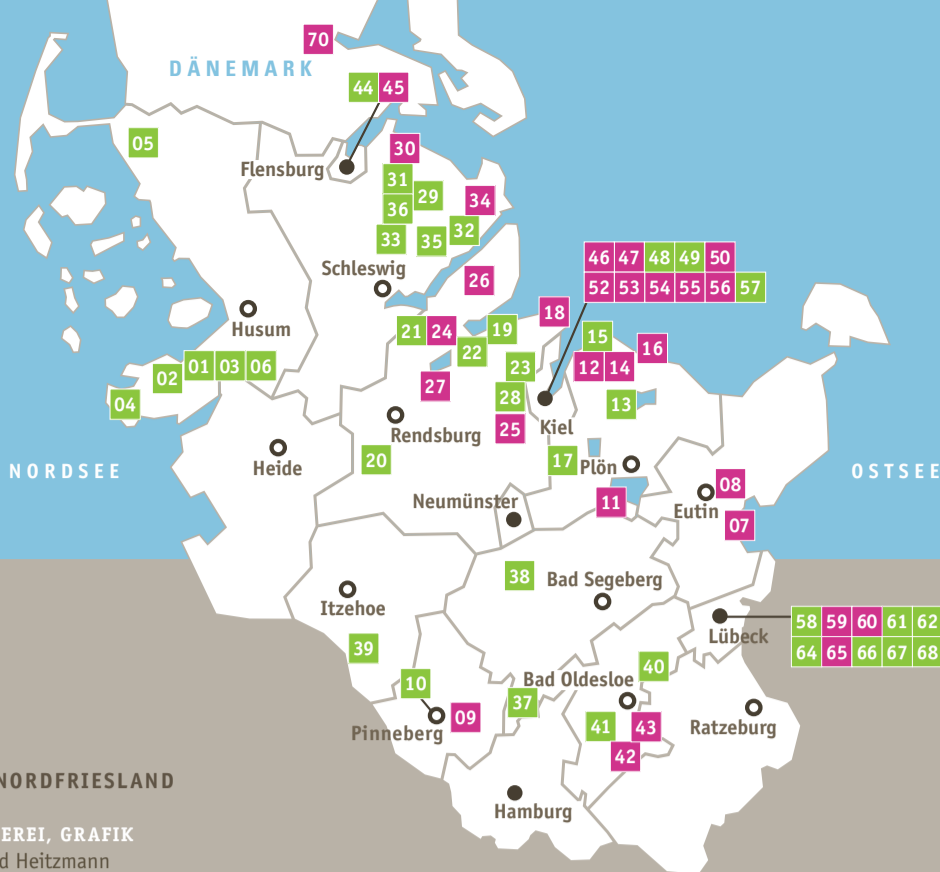 70
DÄNEMARK
44 45
05
30
Flensburg
31
29
36
34
32
33
35
Schleswig
46 47 48 49 50
26
52 53 54 55 56 57
18
Husum
21 24
19
15
16
22
01 03 06
23
12 14
02
27
28
13
04
Kiel
25
Rendsburg
NORDSEE
Heide
20
17
Plön
OSTSEE
08
Neumünster
11
Eutin
07
38
Bad Segeberg
Itzehoe
58 59 60 61 62
Lübeck
39
64 65 66 67 68
40
10
Bad Oldesloe
37
09
Pinneberg
41
43
Ratzeburg
42
NORDFRIESLAND
Hamburg
EREI, GRAFIK
d Heitzmann